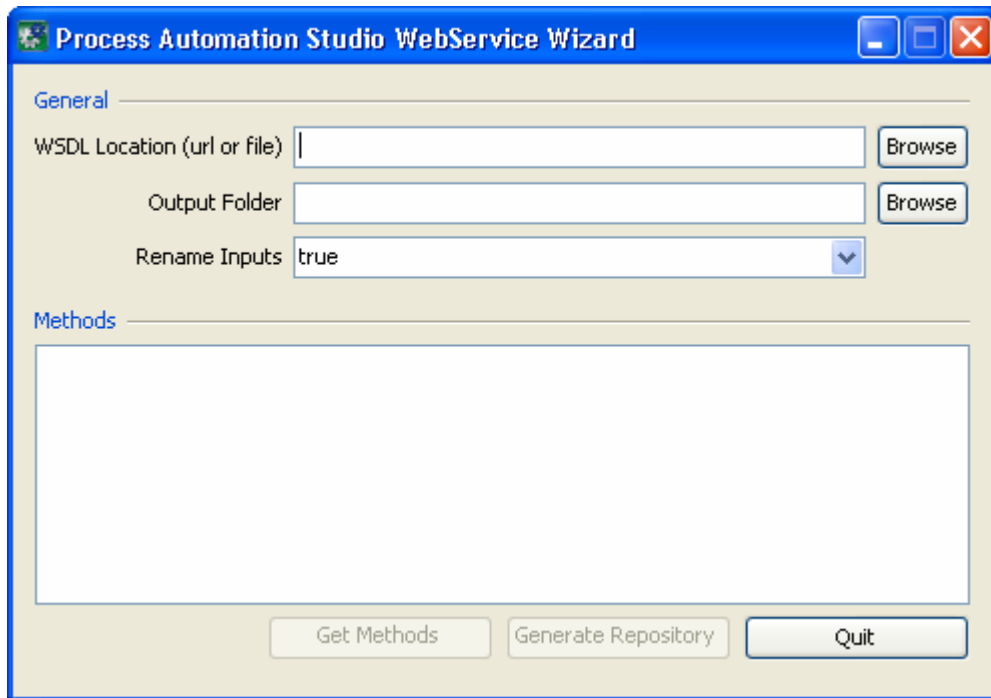 Process Automation Studio WebService Wizard
General
WSDL Location (url or file) Browse
Output Folder Browse
Rename Inputs true
Methods
Get Methods Generate Repository Quit